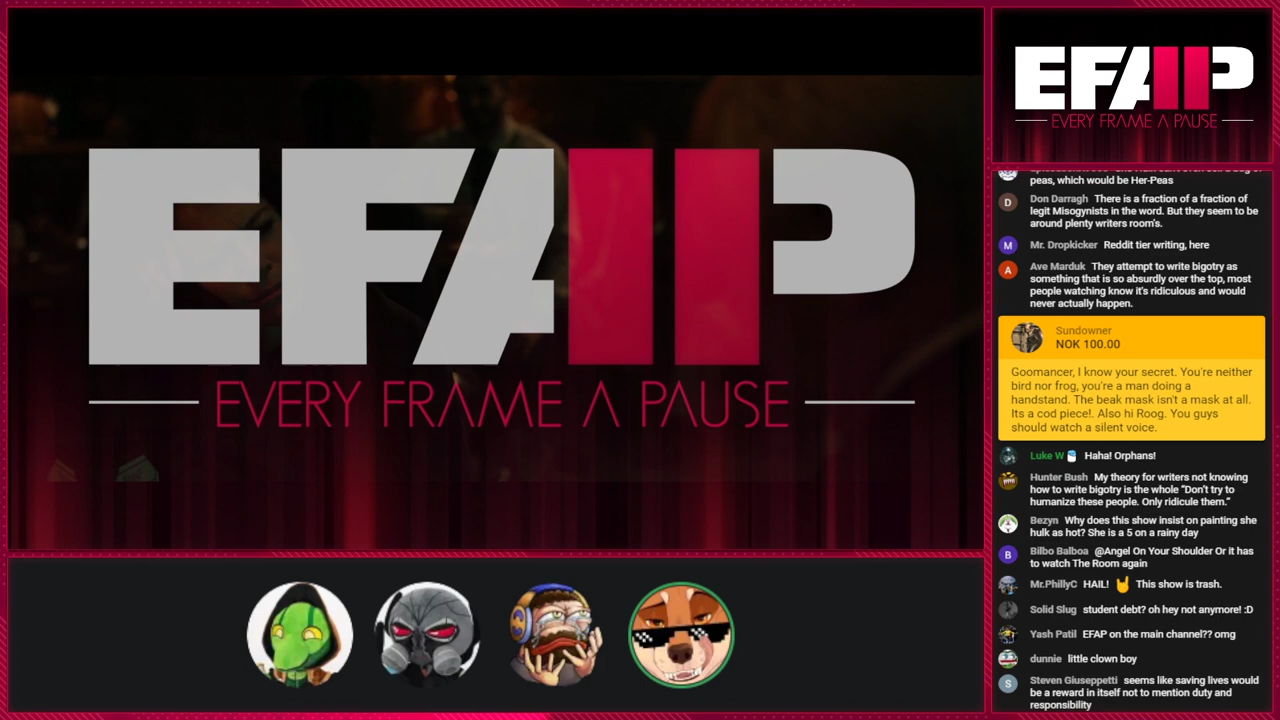 EFAP
EVERY FRAME A PAUSE
EFAP
EVERY FRAME A PAUSE
peas, which would be Her-Peas
D Don Darragh There is a fraction of a fraction of
legit Misogynists in the word. But they seem to be
around plenty writers room's.
M Mr. Dropkicker Reddit tier writing, here
A Ave Marduk They attempt to write bigotry as
something that is so absurdly over the top, most
people watching know it's ridiculous and would
never actually happen.
Sundowner
NOK 100.00
Goomancer, I know your secret. You're neither
bird nor frog, you're a man doing a
handstand. The beak mask isn't a mask at all.
Its a cod piece!. Also hi Roog. You guys
should watch a silent voice.
Luke W Haha! Orphans!
Hunter Bush My theory for writers not knowing
how to write bigotry is the whole “Don't try to
humanize these people. Only ridicule them.”
Bezyn Why does this show insist on painting she
hulk as hot? She is a 5 on a rainy day
B Bilbo Balboa @Angel On Your Shoulder Or it has
to watch The Room again
Mr.PhillyC HAIL! 🤘 This show is trash.
Solid Slug student debt? oh hey not anymore! :D
Yash Patil EFAP on the main channel?? omg
dunnie little clown boy
S Steven Giuseppetti seems like saving lives would
be a reward in itself not to mention duty and
responsibility